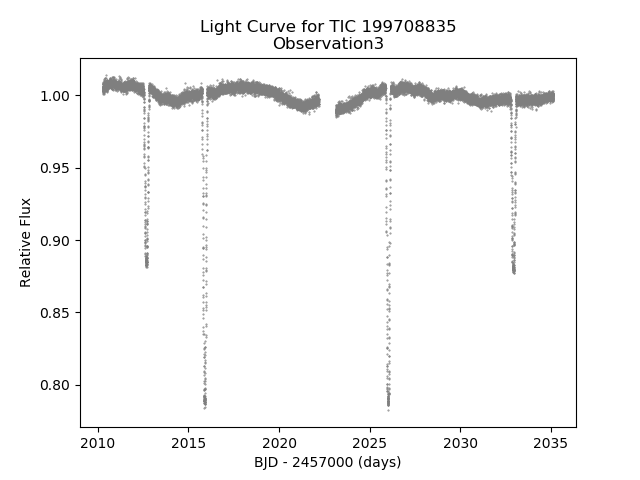 Light Curve for TIC 199708835
Observation3
1.00
0.95
0.90
0.85
0.80
Relative Flux
2010 2015 2020 2025 2030 2035
BJD - 2457000 (days)